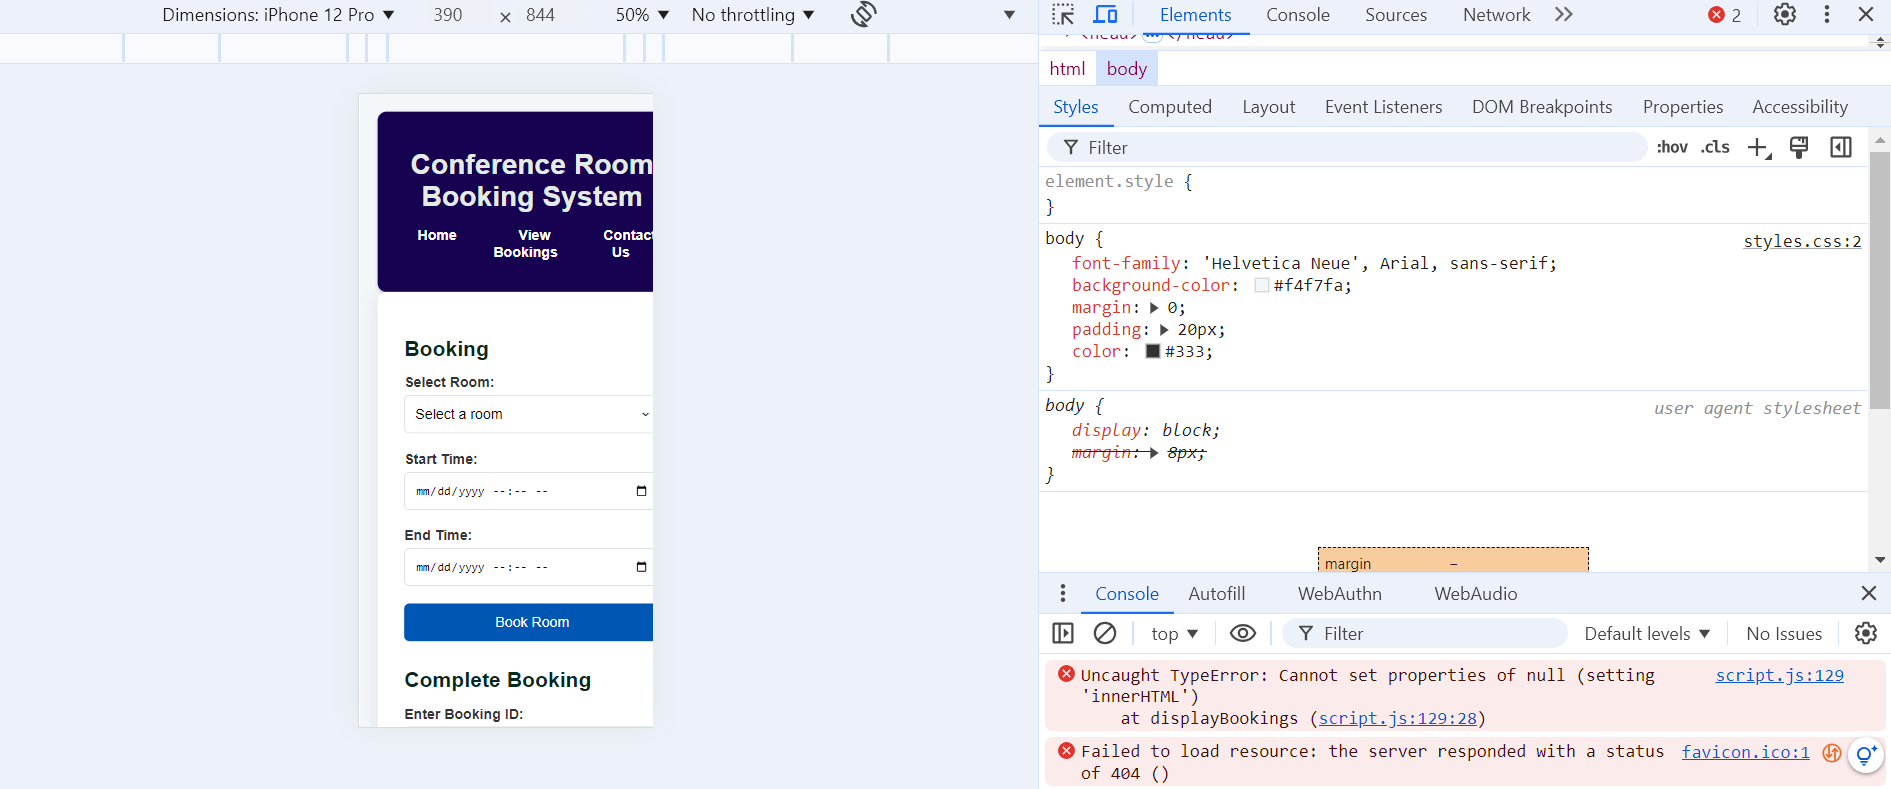 Dimensions: iPhone 12 Pro ▼ 390 × 844 50% ▼ No throttling ▼
Conference Room
Booking System
Home View Bookings Contact Us
Booking
Select Room:
Select a room
Start Time:
mm/dd/yyyy --:-- --
End Time:
mm/dd/yyyy --:-- --
Book Room
Complete Booking
Enter Booking ID:
Elements Console Sources Network 2
<head> </head>
html body
Styles Computed Layout Event Listeners DOM Breakpoints Properties Accessibility
Filter :hov .cls
element.style {
}
body { styles.css:2
font-family: 'Helvetica Neue', Arial, sans-serif;
background-color: #f4f7fa;
margin: 0;
padding: 20px;
color: #333;
}
body { user agent stylesheet
display: block;
margin: 8px;
}
margin –
Console Autofill WebAuthn WebAudio
top ▼ Filter Default levels ▼ No Issues
Uncaught TypeError: Cannot set properties of null (setting script.js:129
'innerHTML')
at displayBookings (script.js:129:28)
Failed to load resource: the server responded with a status favicon.ico:1
of 404 ()